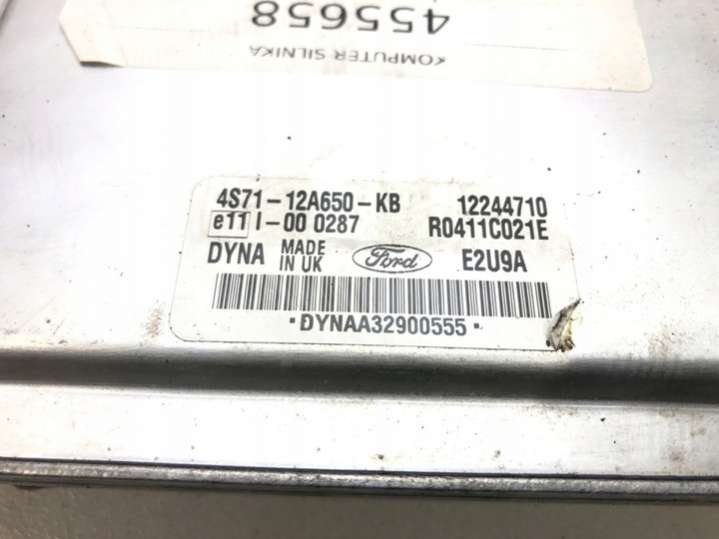 455658
KOMPUTER SILNIKA
4S71-12A650-KB 12244710
e11 I-00 0287 R0411C021E
DYNA MADE IN UK Ford E2U9A
•DYNAA32900555•